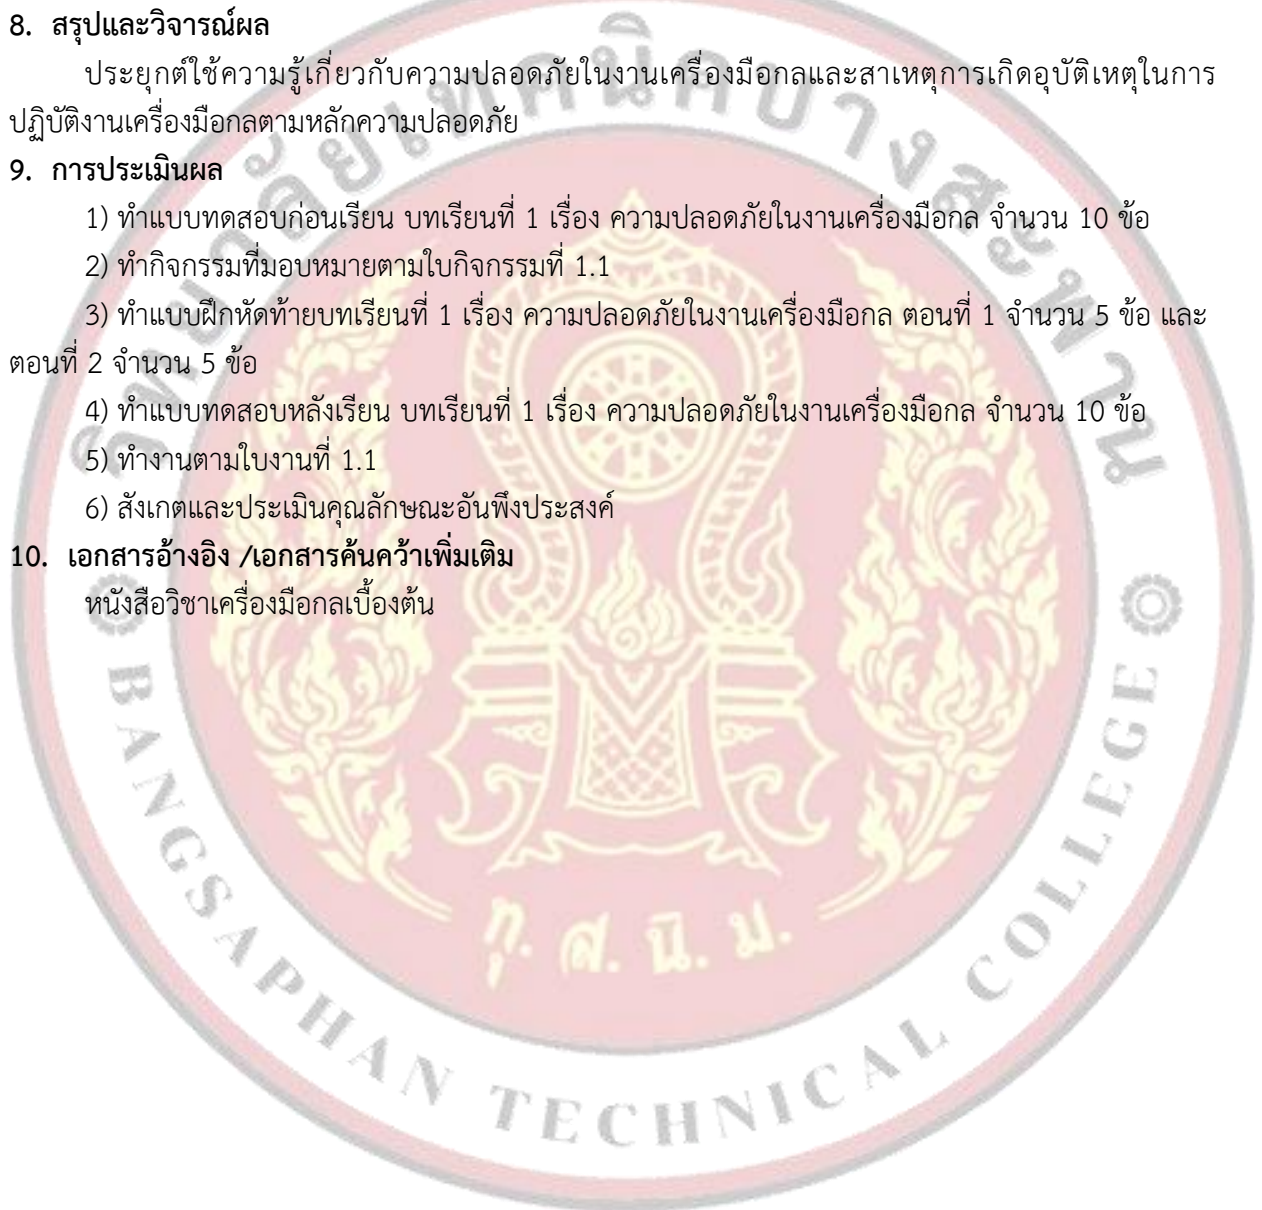 8. สรุปและวิจารณ์ผล
ประยุกต์ใช้ความรู้เกี่ยวกับความปลอดภัยในงานเครื่องมือกลและสาเหตุการเกิดอุบัติเหตุในการ
ปฏิบัติงานเครื่องมือกลตามหลักความปลอดภัย
9. การประเมินผล
1) ทำแบบทดสอบก่อนเรียน บทเรียนที่ 1 เรื่อง ความปลอดภัยในงานเครื่องมือกล จำนวน 10 ข้อ
2) ทำกิจกรรมที่มอบหมายตามใบกิจกรรมที่ 1.1
3) ทำแบบฝึกหัดท้ายบทเรียนที่ 1 เรื่อง ความปลอดภัยในงานเครื่องมือกล ตอนที่ 1 จำนวน 5 ข้อ และ
ตอนที่ 2 จำนวน 5 ข้อ
4) ทำแบบทดสอบหลังเรียน บทเรียนที่ 1 เรื่อง ความปลอดภัยในงานเครื่องมือกล จำนวน 10 ข้อ
5) ทำงานตามใบงานที่ 1.1
6) สังเกตและประเมินคุณลักษณะอันพึงประสงค์
10. เอกสารอ้างอิง /เอกสารค้นคว้าเพิ่มเติม
หนังสือวิชาเครื่องมือกลเบื้องต้น
วิทยาลัยเทคนิคบางสะพาน
ทุ. ส. นิ. ม.
BANGSAPHAN TECHNICAL COLLEGE